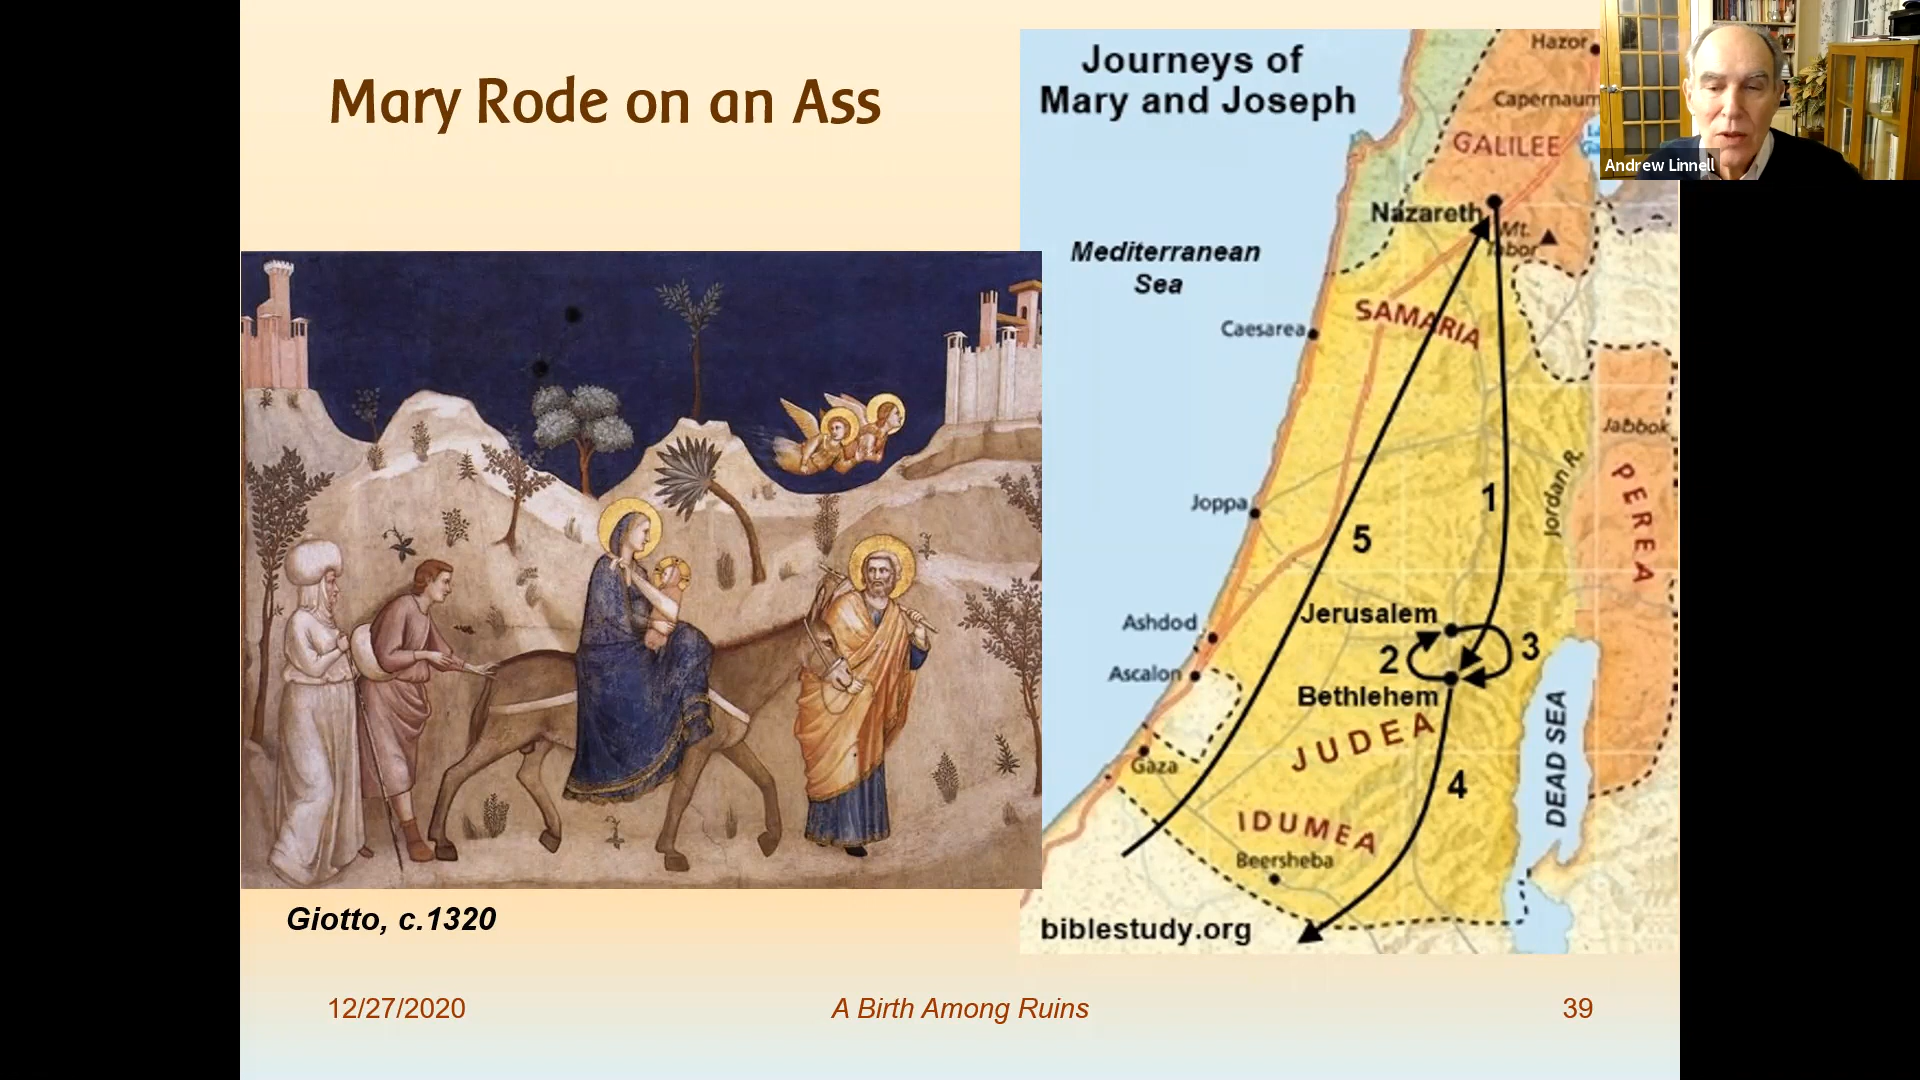 Mary Rode on an Ass
Journeys of
Mary and Joseph
Hazor
Capernaum
GALILEE
Andrew Linnell
Nazareth
Mt.
Tabor
Mediterranean
Sea
SAMARIA
Caesarea
Jabbok
PEREA
Jordan R.
1
Joppa
5
Jerusalem
Ashdod
2
3
Ascalon
Bethlehem
JUDEA
DEAD SEA
Gaza
4
IDUMEA
Beersheba
biblestudy.org
Giotto, c.1320
12/27/2020
A Birth Among Ruins
39